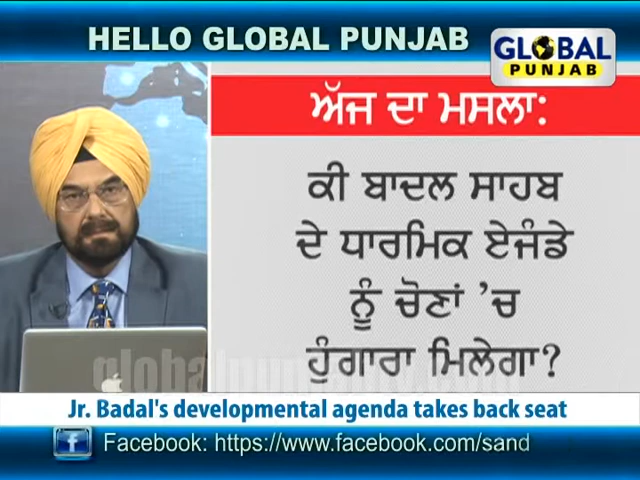 HELLO GLOBAL PUNJAB
GLOBAL
PUNJAB
ਅੱਜ ਦਾ ਮਸਲਾ:
ਕੀ ਬਾਦਲ ਸਾਹਬ
ਦੇ ਧਾਰਮਿਕ ਏਜੰਡੇ
ਨੂੰ ਚੋਣਾਂ ’ਚ
ਹੁੰਗਾਰਾ ਮਿਲੇਗਾ?
Jr. Badal's developmental agenda takes back seat
Facebook: https://www.facebook.com/sand